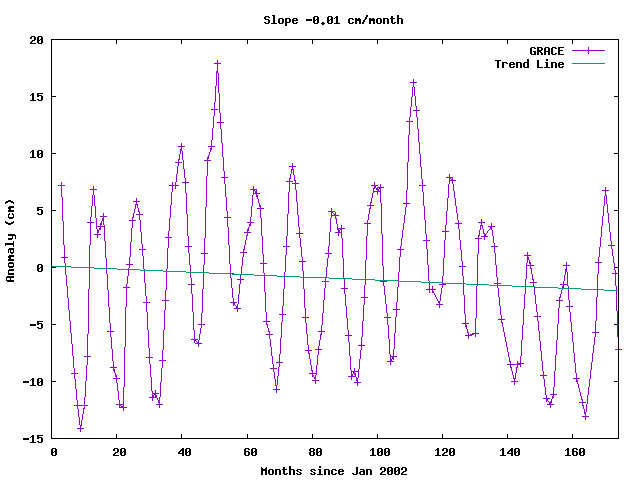 Slope -0.01 cm/month
GRACE
Trend Line
20
15
10
5
0
-5
-10
-15
Anomaly (cm)
0 20 40 60 80 100 120 140 160
Months since Jan 2002